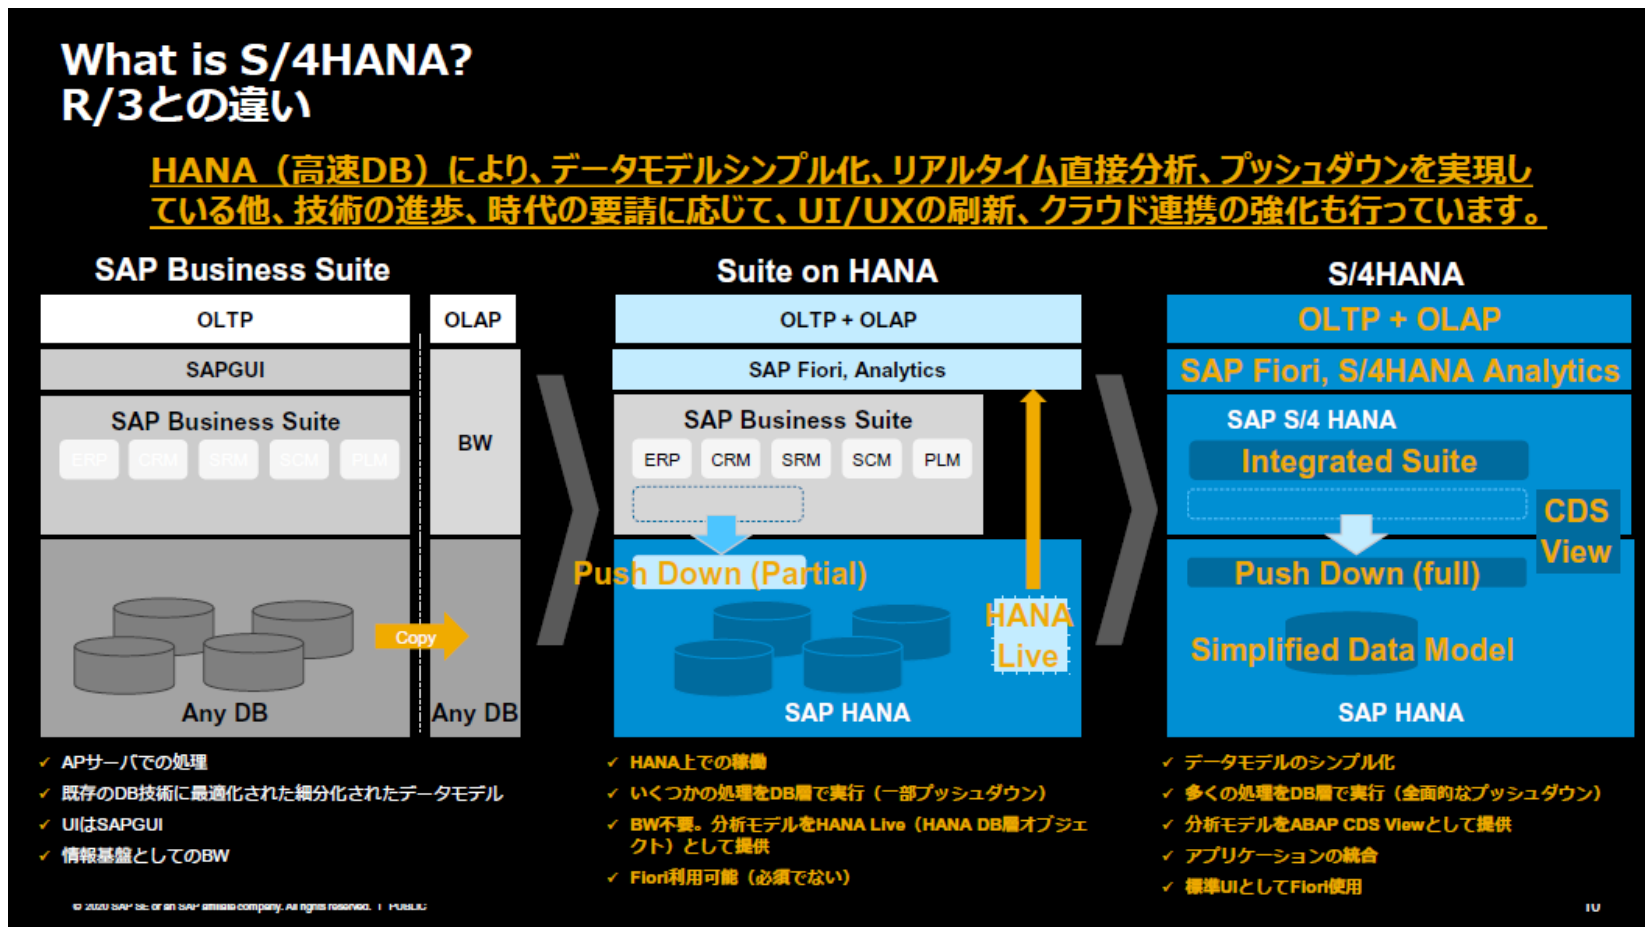 What is S/4HANA?
R/3との違い
HANA（高速DB）により、データモデルシンプル化、リアルタイム直接分析、プッシュダウンを実現し
ている他、技術の進歩、時代の要請に応じて、UI/UXの刷新、クラウド連携の強化も行っています。
SAP Business Suite
OLTP
OLAP
SAPGUI
SAP Business Suite
ERP
CRM
SRM
SCM
PLM
BW
Copy
Any DB
Any DB
✓ APサーバでの処理
✓ 既存のDB技術に最適化された細分化されたデータモデル
✓ UIはSAPGUI
✓ 情報基盤としてのBW
Suite on HANA
OLTP + OLAP
SAP Fiori, Analytics
SAP Business Suite
ERP
CRM
SRM
SCM
PLM
Push Down (Partial)
HANA
Live
SAP HANA
✓ HANA上での稼働
✓ いくつかの処理をDB層で実行（一部プッシュダウン）
✓ BW不要。分析モデルをHANA Live（HANA DB層オブジェ
クト）として提供
✓ Fiori利用可能（必須でない）
S/4HANA
OLTP + OLAP
SAP Fiori, S/4HANA Analytics
SAP S/4 HANA
Integrated Suite
CDS
View
Push Down (full)
Simplified Data Model
SAP HANA
✓ データモデルのシンプル化
✓ 多くの処理をDB層で実行（全面的なプッシュダウン）
✓ 分析モデルをABAP CDS Viewとして提供
✓ アプリケーションの統合
✓ 標準UIとしてFiori使用
© 2020 SAP SE or an SAP affiliate company. All rights reserved. | PUBLIC
10